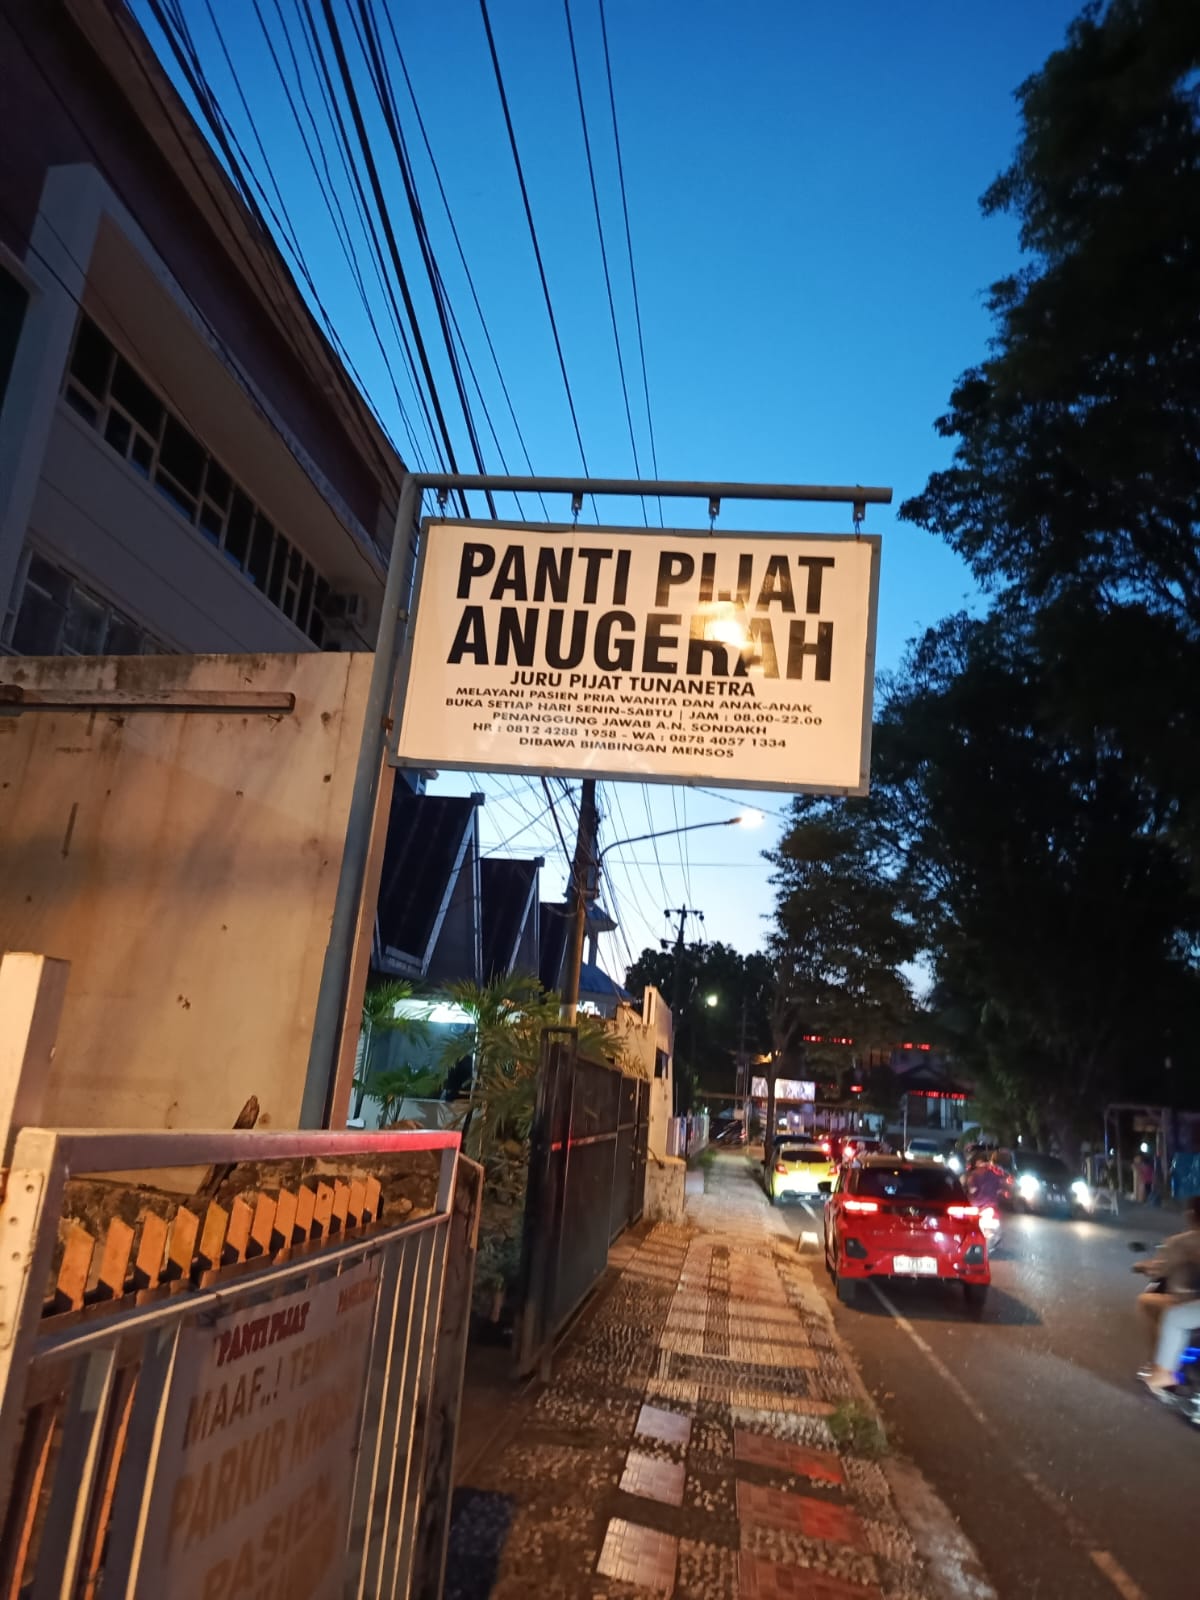 PANTI PIJAT
ANUGERAH
JURU PIJAT TUNANETRA
MELAYANI PASIEN PRIA WANITA DAN ANAK-ANAK
BUKA SETIAP HARI SENIN-SABTU | JAM : 08.00-22.00
PENANGGUNG JAWAB A.N. SONDAKH
HP : 0812 4288 1958 - WA : 0878 4057 1334
DIBAWA BIMBINGAN MENSOS
PANTI PIJAT
MAAF..!
PARKIR
PASIEN